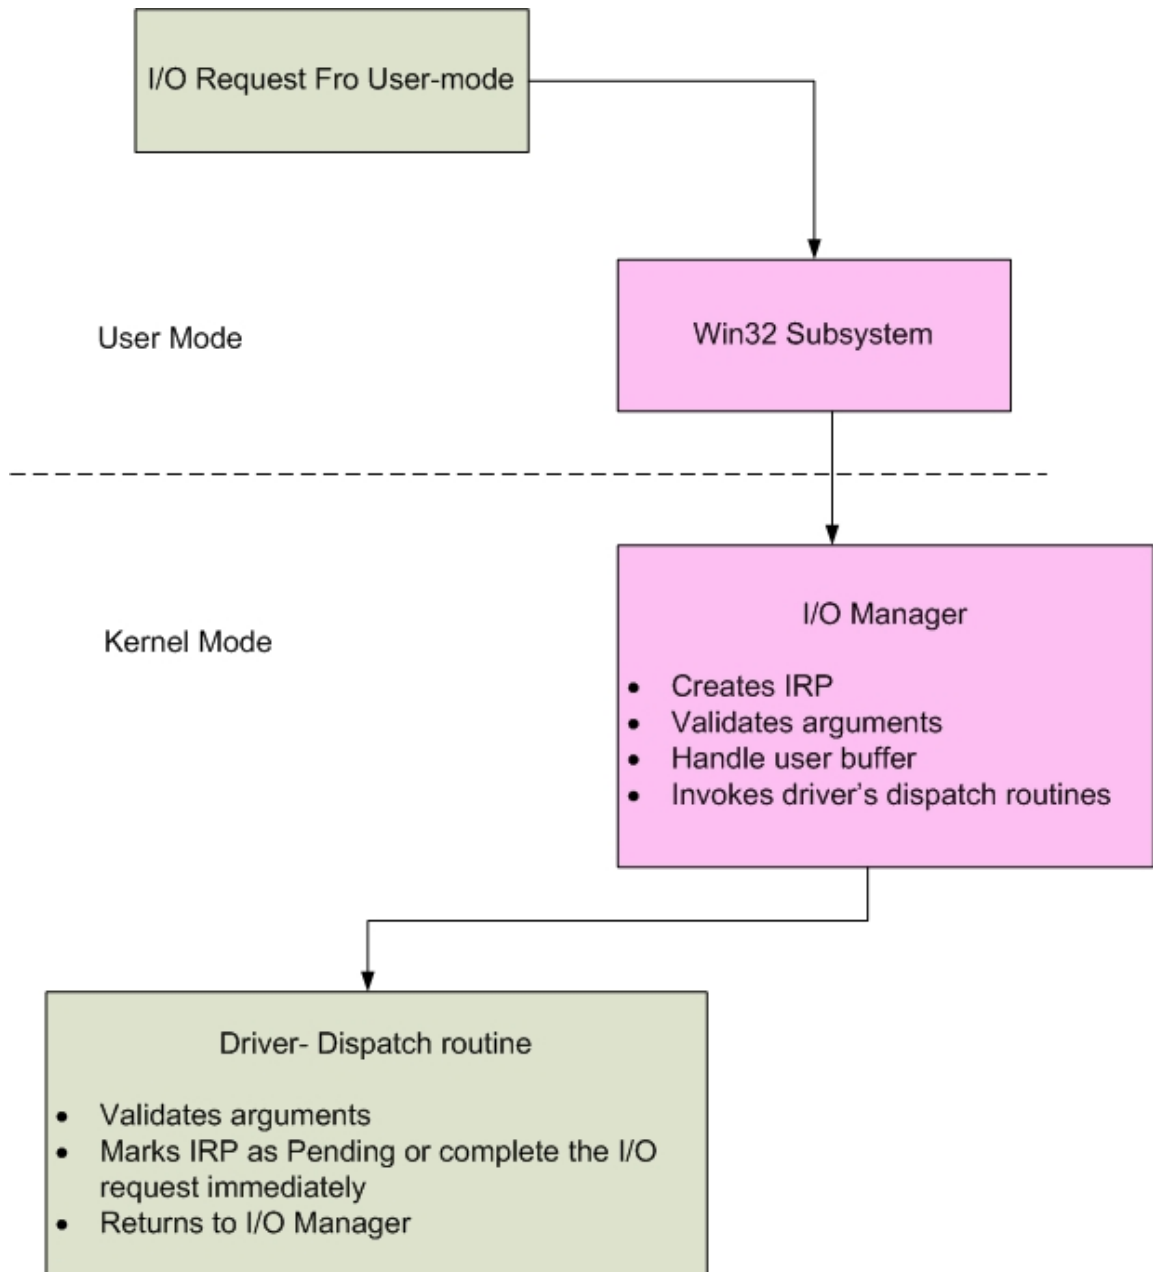 I/O Request Fro User-mode
Win32 Subsystem
User Mode
Kernel Mode
I/O Manager
• Creates IRP
• Validates arguments
• Handle user buffer
• Invokes driver’s dispatch routines
Driver- Dispatch routine
• Validates arguments
• Marks IRP as Pending or complete the I/O
request immediately
• Returns to I/O Manager